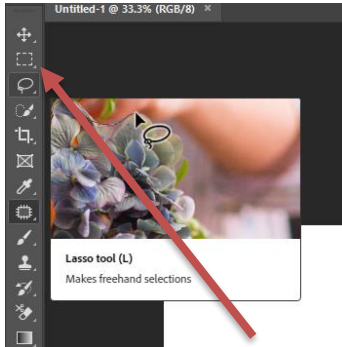 Untitled-1 @ 33.3% (RGB/8) ×
Lasso tool (L)
Makes freehand selections